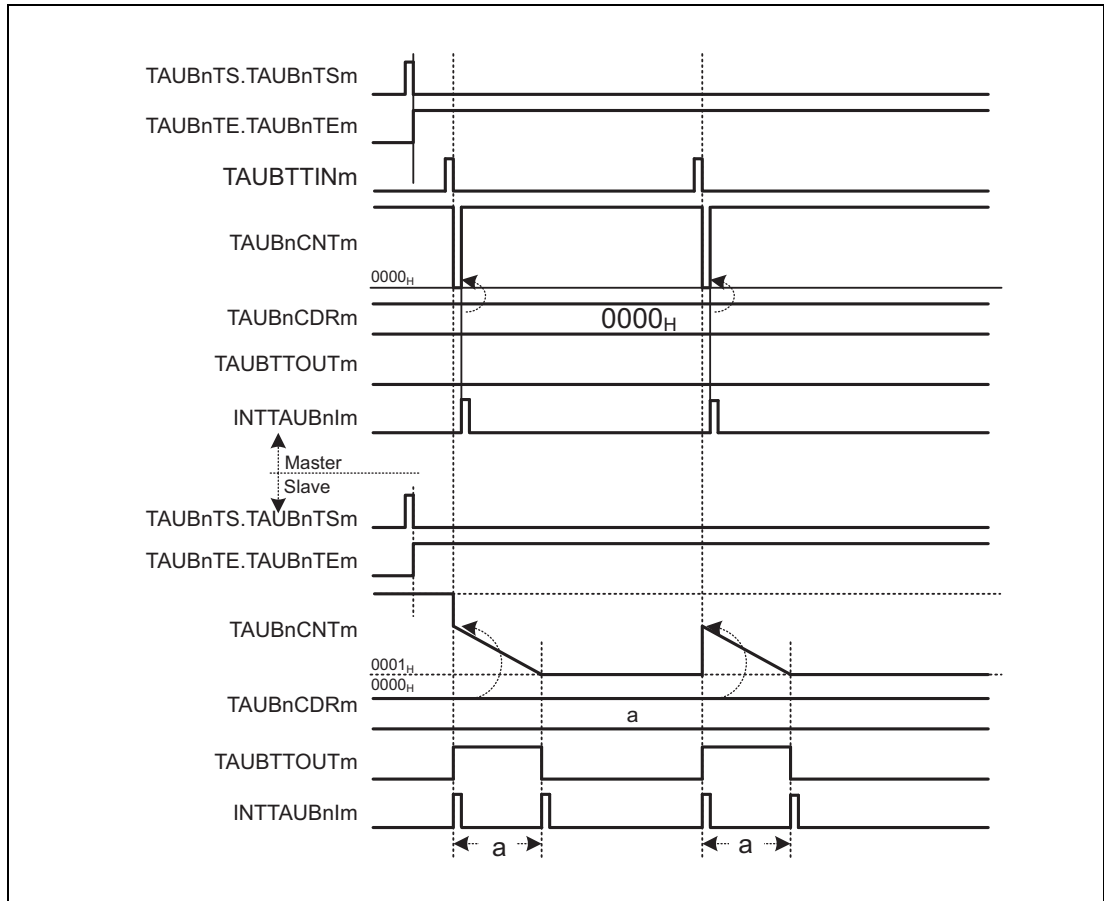 TAUBnTS.TAUBnTSm
TAUBnTE.TAUBnTEm
TAUBTTINm
TAUBnCNTm
0000H
TAUBnCDRm
0000H
TAUBTTOUTm
INTTAUBnIm
Master
Slave
TAUBnTS.TAUBnTSm
TAUBnTE.TAUBnTEm
TAUBnCNTm
0001H
0000H
TAUBnCDRm
a
TAUBTTOUTm
INTTAUBnIm
a a